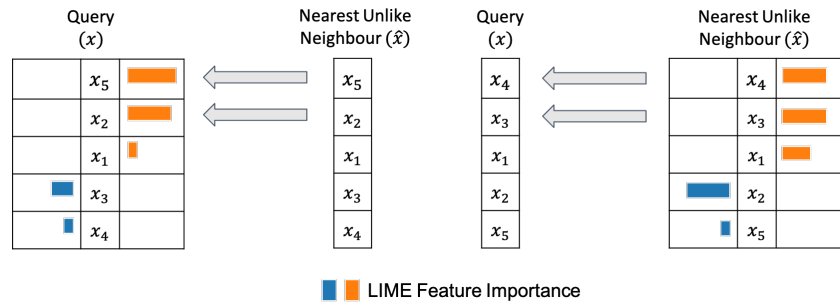 Query
(x)
Nearest Unlike
Neighbour (x̂)
Query
(x)
Nearest Unlike
Neighbour (x̂)
x₅ x₅ x₄ x₄
x₂ x₂ x₃ x₃
x₁ x₁ x₁ x₁
x₃ x₃ x₂ x₂
x₄ x₄ x₅ x₅
LIME Feature Importance